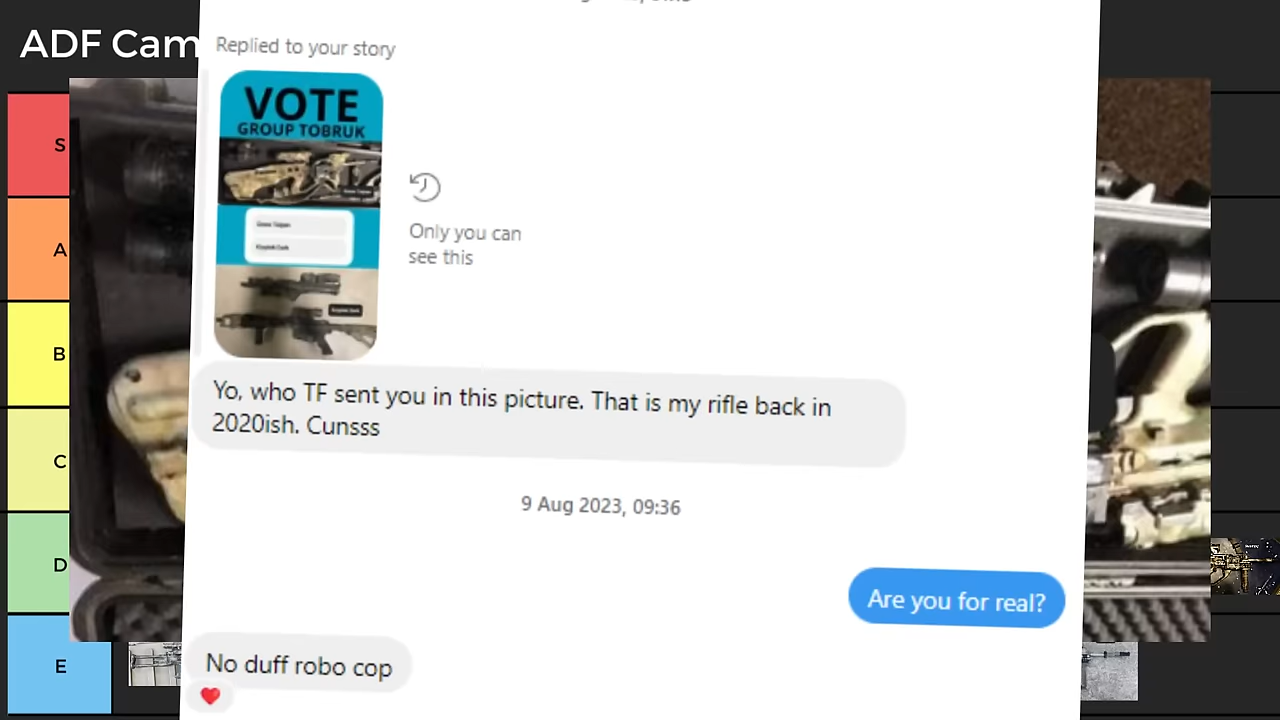 ADF Cam
S
A
B
C
D
E
Replied to your story
VOTE
GROUP TOBRUK
Only you can
see this
Yo, who TF sent you in this picture. That is my rifle back in
2020ish. Cunsss
9 Aug 2023, 09:36
Are you for real?
No duff robo cop